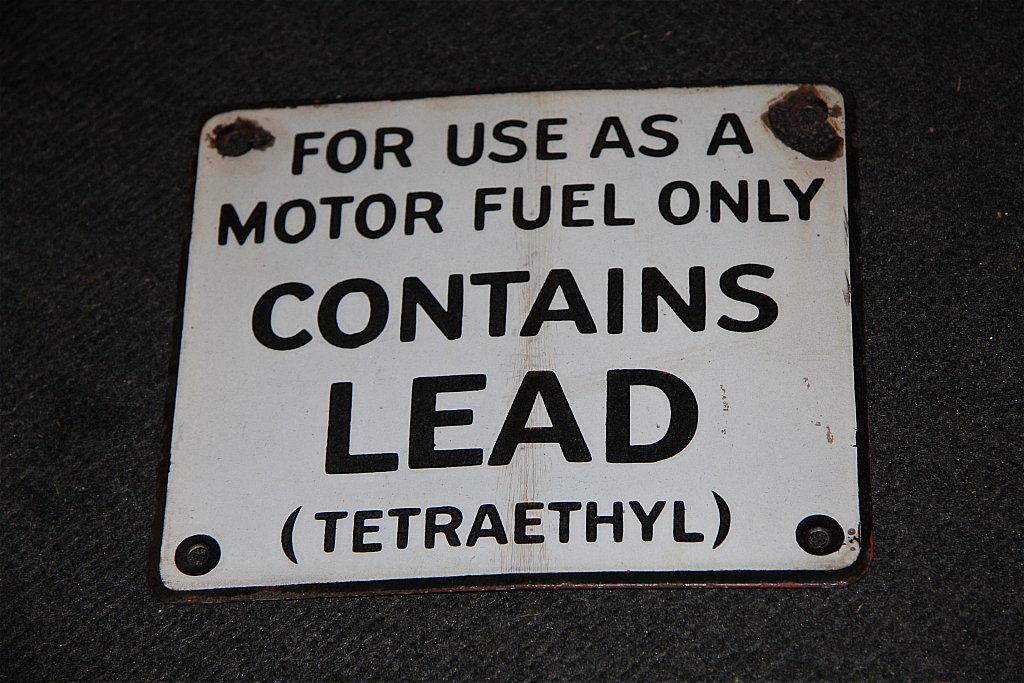 FOR USE AS A
MOTOR FUEL ONLY
CONTAINS
LEAD
(TETRAETHYL)